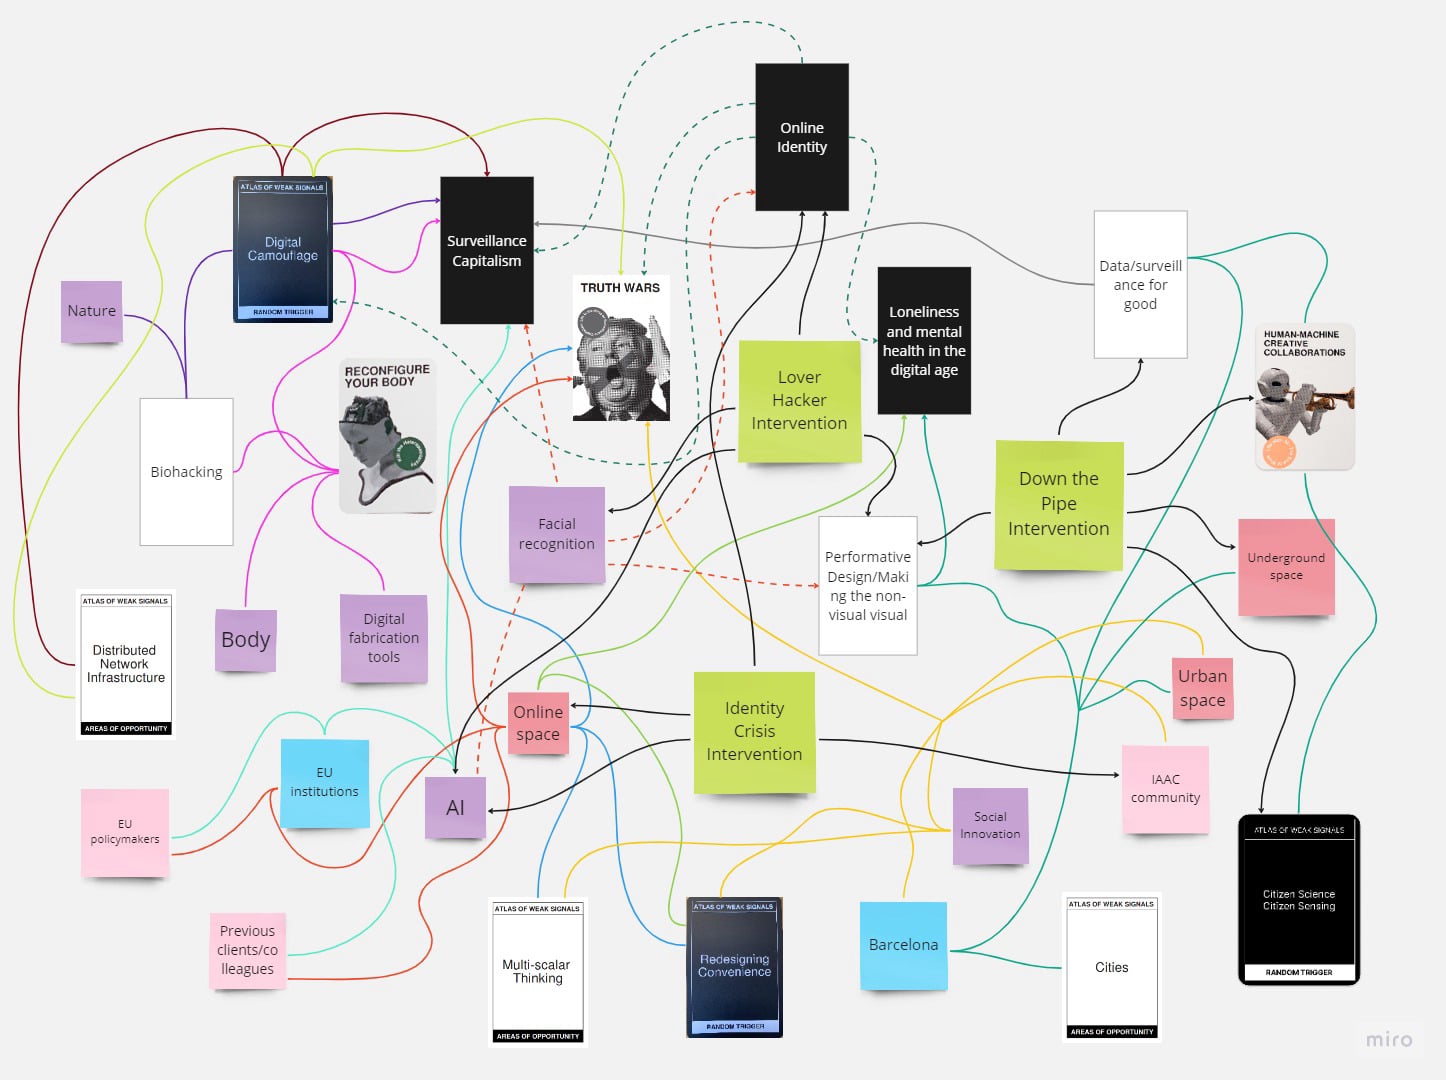 Online
Identity
ATLAS OF WEAK SIGNALS
Digital
Camouflage
RANDOM TRIGGER
Surveillance
Capitalism
TRUTH WARS
Nature
Data/surveill
ance for
good
Loneliness
and mental
health in the
digital age
HUMAN-MACHINE
CREATIVE
COLLABORATIONS
RECONFIGURE
YOUR BODY
Lover
Hacker
Intervention
Biohacking
Down the
Pipe
Intervention
Facial
recognition
Performative
Design/Maki
ng the non-
visual visual
Underground
space
ATLAS OF WEAK SIGNALS
Distributed
Network
Infrastructure
AREAS OF OPPORTUNITY
Body
Digital
fabrication
tools
Urban
space
Online
space
Identity
Crisis
Intervention
EU
institutions
IAAC
community
AI
EU
policymakers
Social
Innovation
ATLAS OF WEAK SIGNALS
Citizen Science
Citizen Sensing
RANDOM TRIGGER
Previous
clients/co
lleagues
ATLAS OF WEAK SIGNALS
Multi-scalar
Thinking
AREAS OF OPPORTUNITY
ATLAS OF WEAK SIGNALS
Redesigning
Convenience
RANDOM TRIGGER
Barcelona
ATLAS OF WEAK SIGNALS
Cities
AREAS OF OPPORTUNITY
miro